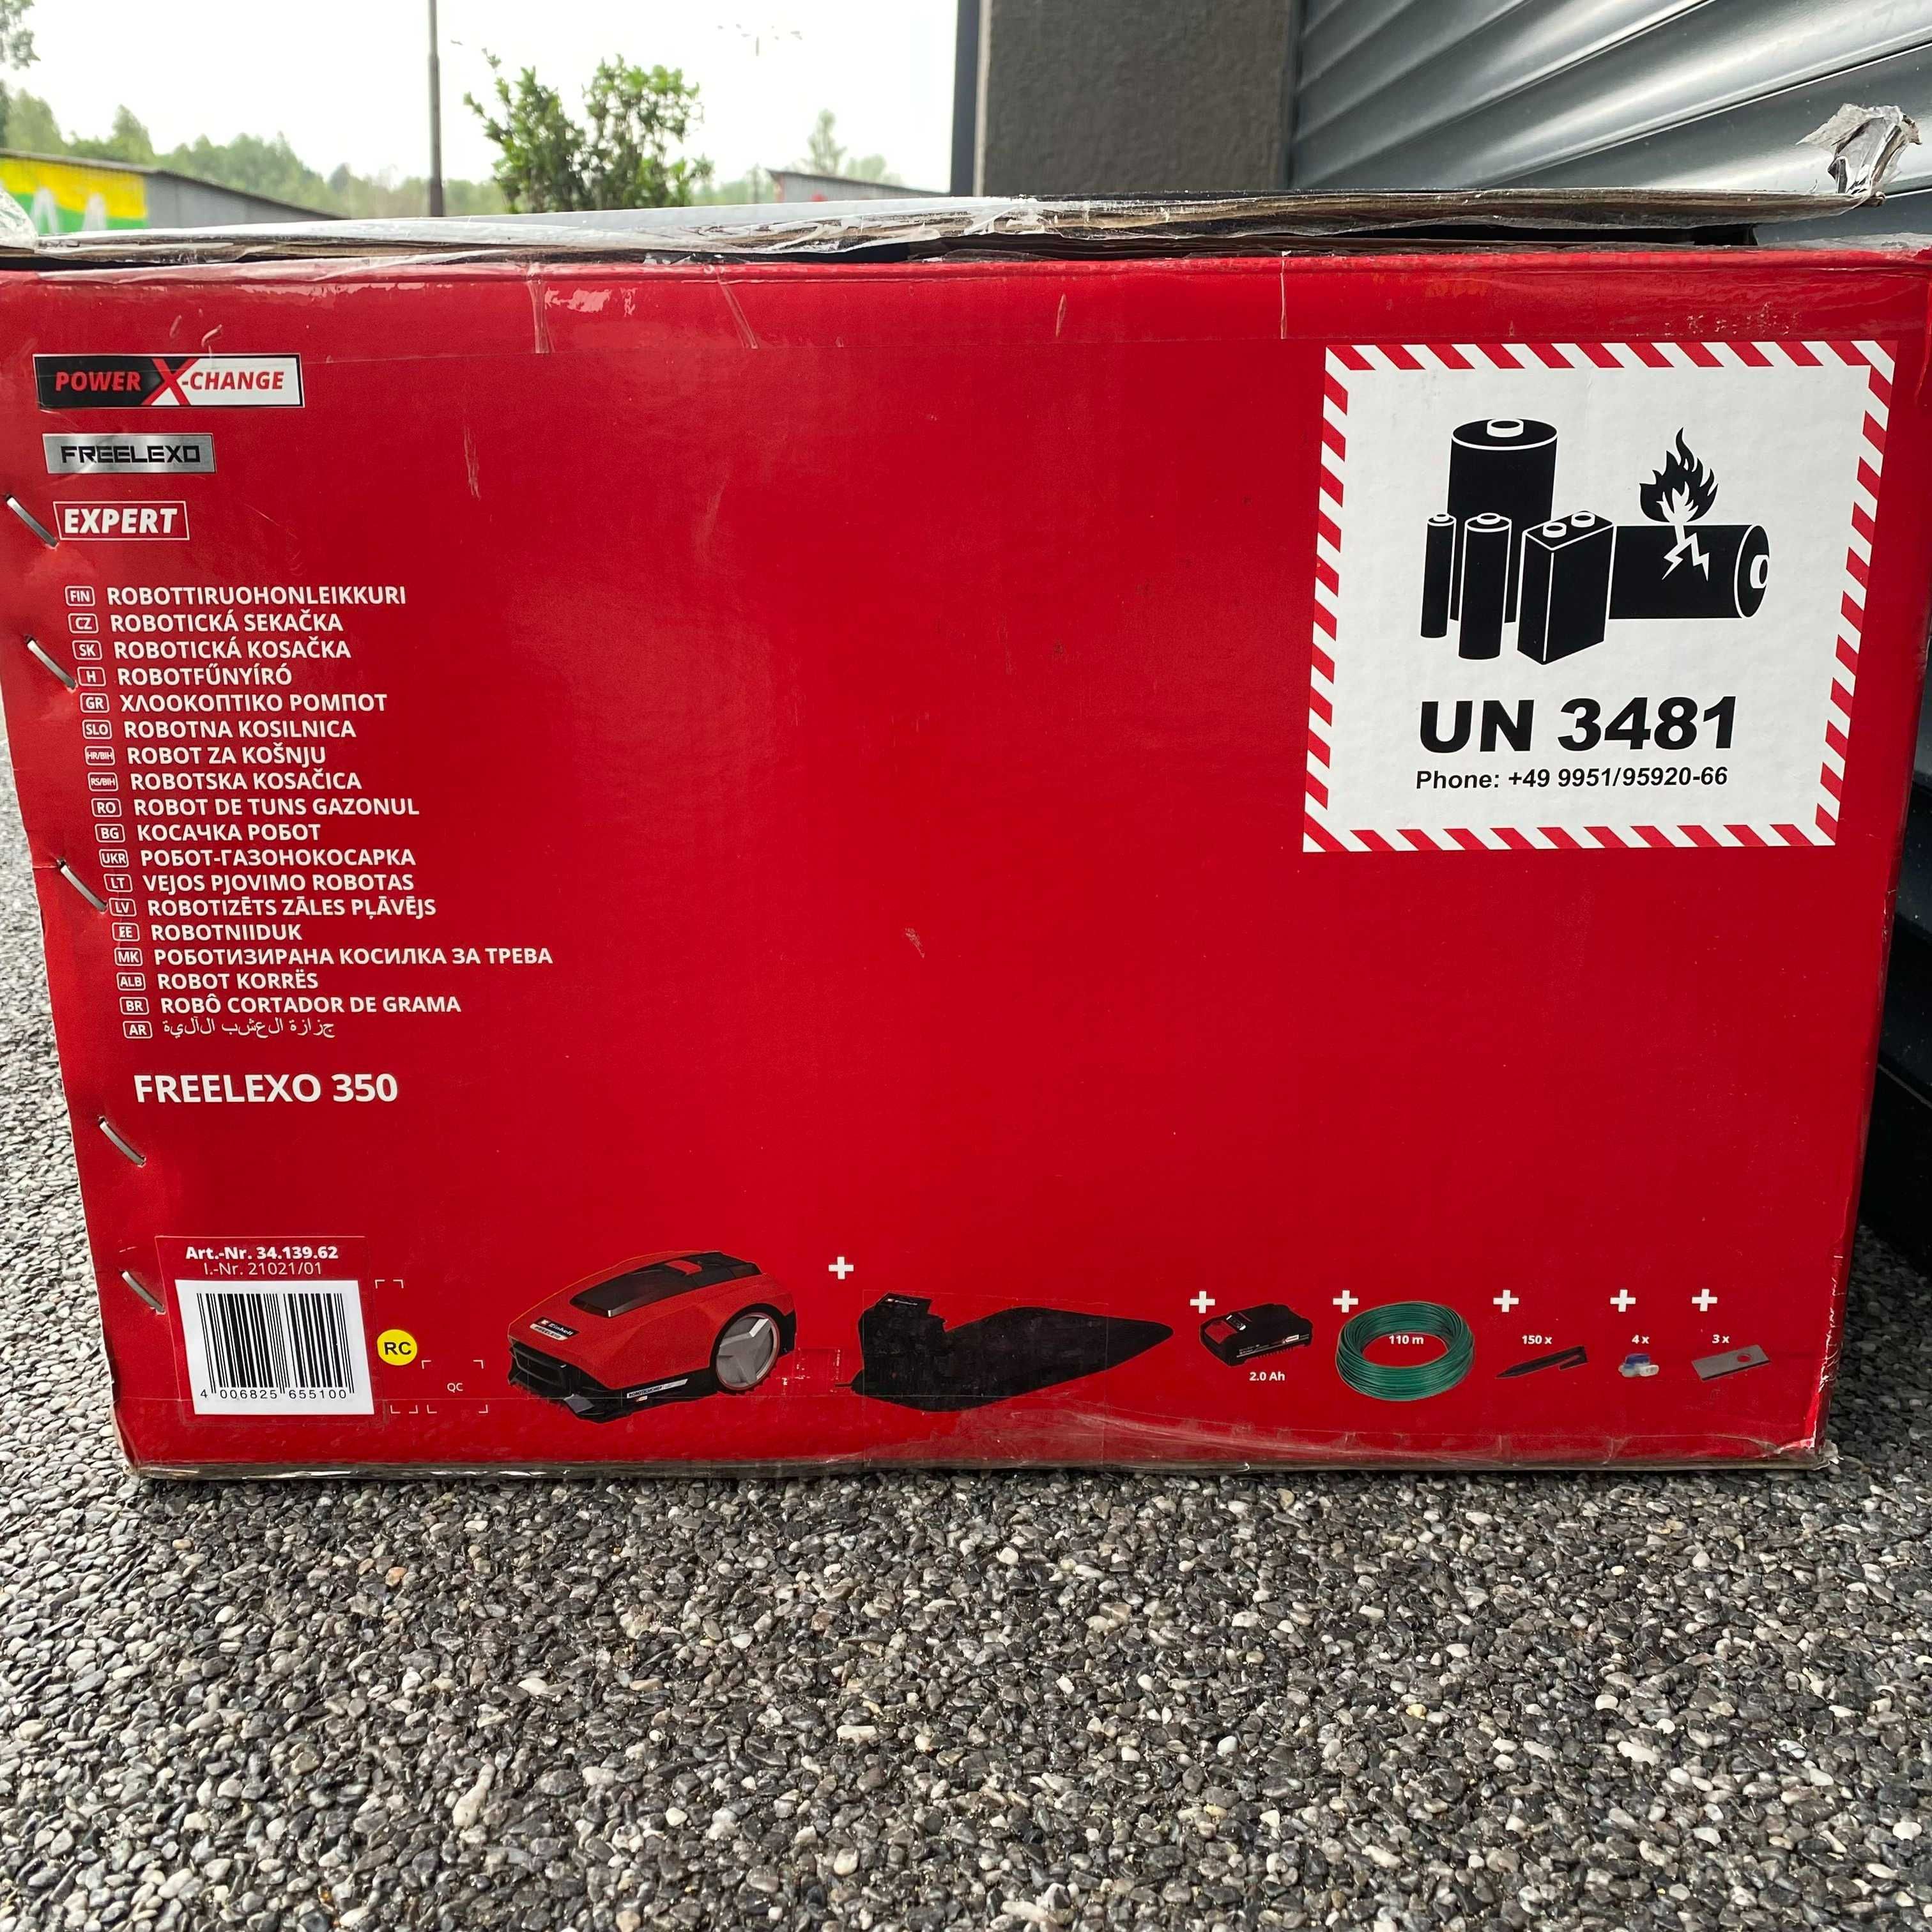 POWER X-CHANGE
FREELEXO
EXPERT
FIN ROBOTTIRUOHONLEIKKURI
CZ ROBOTICKÁ SEKAČKA
SK ROBOTICKÁ KOSAČKA
H ROBOTFŰNYÍRÓ
GR ΧΛΟΟΚΟΠΤΙΚΟ ΡΟΜΠΟΤ
SLO ROBOTNA KOSILNICA
HR/BIH ROBOT ZA KOŠNJU
RS/BIH ROBOTSKA KOSAČICA
RO ROBOT DE TUNS GAZONUL
BG КОСАЧКА РОБОТ
UKR РОБОТ-ГАЗОНОКОСАРКА
LT VEJOS PJOVIMO ROBOTAS
LV ROBOTIZĒTS ZĀLES PĻĀVĒJS
EE ROBOTNIIDUK
MK РОБОТИЗИРАНА КОСИЛКА ЗА ТРЕВА
ALB ROBOT KORRËS
BR ROBÔ CORTADOR DE GRAMA
AR جزازة العشب الآلية
FREELEXO 350
UN 3481
Phone: +49 9951/95920-66
Art.-Nr. 34.139.62
I.-Nr. 21021/01
4 006825 655100
RC
QC
Einhell
FREELEXO
+
+
2.0 Ah
+
110 m
+
150 x
+
4 x
+
3 x